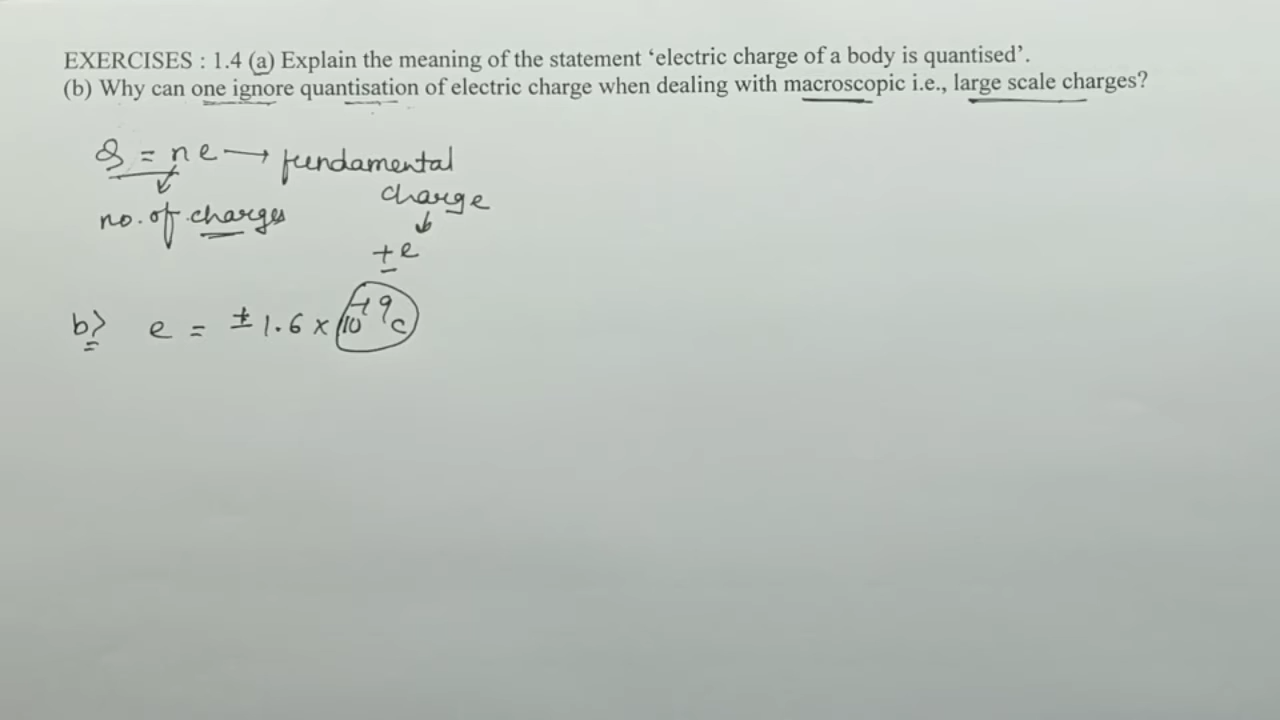 EXERCISES : 1.4 (a) Explain the meaning of the statement ‘electric charge of a body is quantised’.
(b) Why can one ignore quantisation of electric charge when dealing with macroscopic i.e., large scale charges?
Q = ne → fundamental
charge
no. of charges
±e
b> e = ± 1.6 × 10⁻¹⁹C